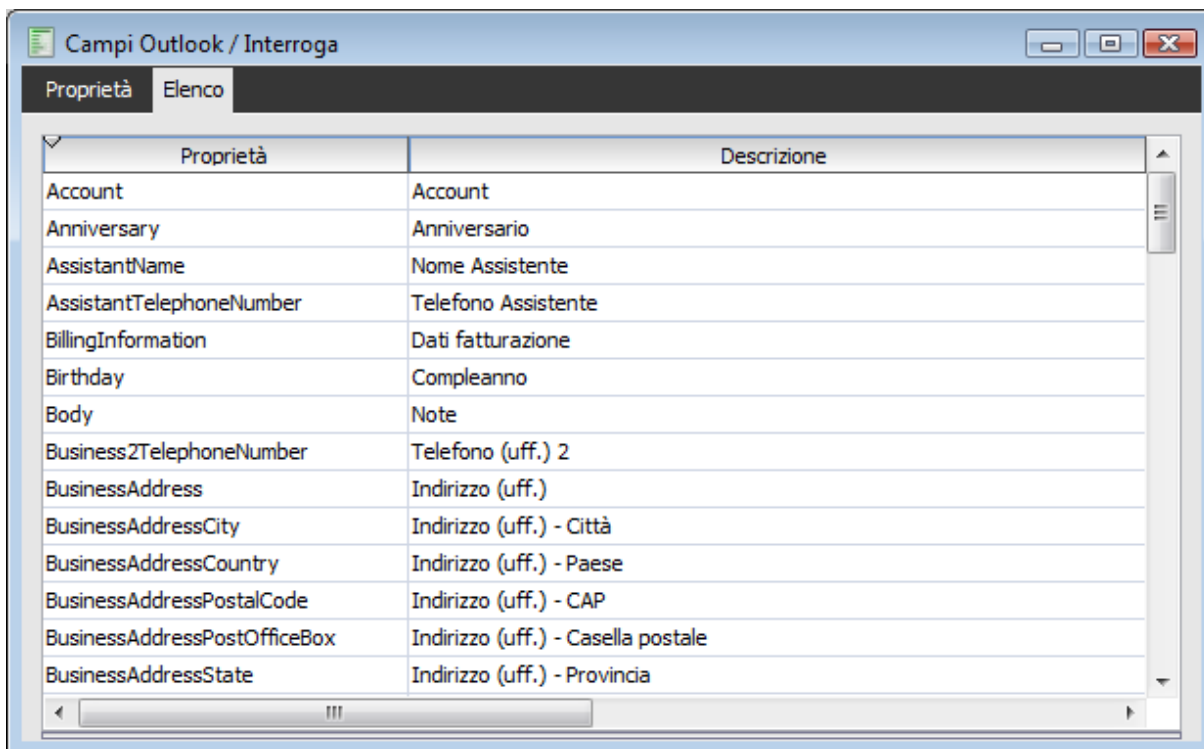 Campi Outlook / Interroga
Proprietà Elenco
Proprietà Descrizione
Account Account
Anniversary Anniversario
AssistantName Nome Assistente
AssistantTelephoneNumber Telefono Assistente
BillingInformation Dati fatturazione
Birthday Compleanno
Body Note
Business2TelephoneNumber Telefono (uff.) 2
BusinessAddress Indirizzo (uff.)
BusinessAddressCity Indirizzo (uff.) - Città
BusinessAddressCountry Indirizzo (uff.) - Paese
BusinessAddressPostalCode Indirizzo (uff.) - CAP
BusinessAddressPostOfficeBox Indirizzo (uff.) - Casella postale
BusinessAddressState Indirizzo (uff.) - Provincia